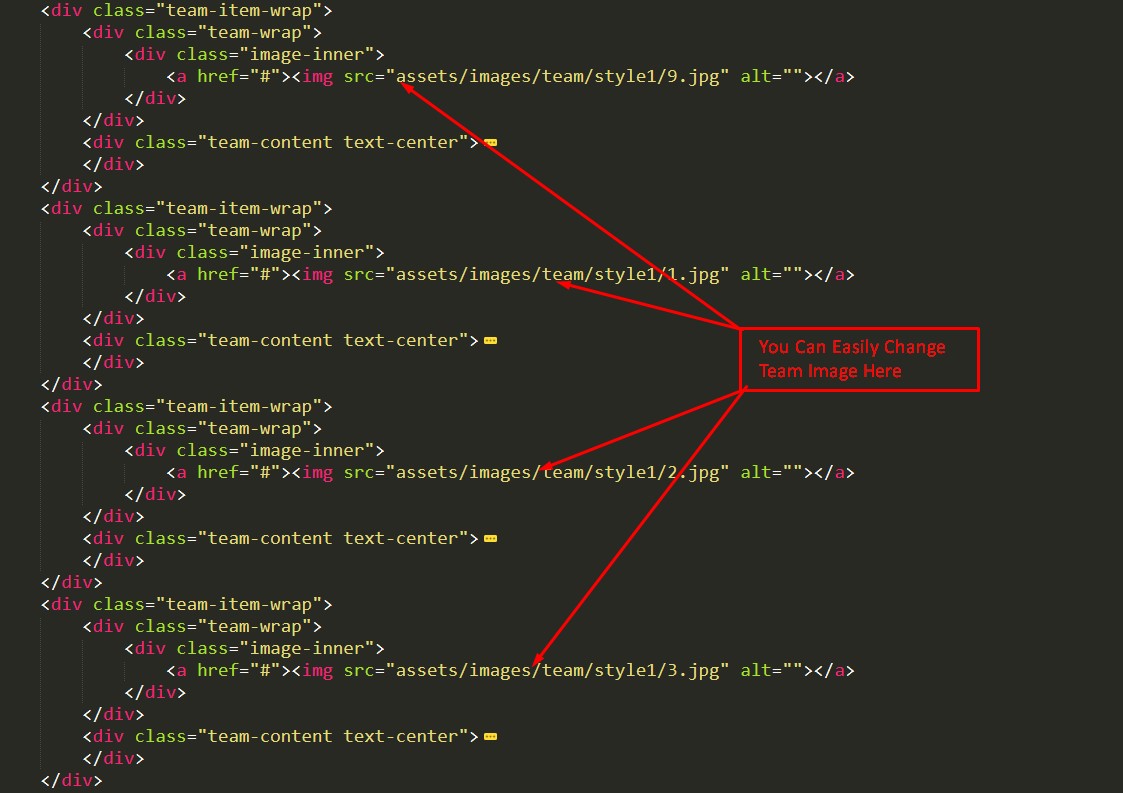 <div class="team-item-wrap">
    <div class="team-wrap">
        <div class="image-inner">
            <a href="#"><img src="assets/images/team/style1/9.jpg" alt=""></a>
        </div>
    </div>
    <div class="team-content text-center">
    </div>
</div>
<div class="team-item-wrap">
    <div class="team-wrap">
        <div class="image-inner">
            <a href="#"><img src="assets/images/team/style1/1.jpg" alt=""></a>
        </div>
    </div>
    <div class="team-content text-center">
    </div>
</div>
You Can Easily Change
Team Image Here
<div class="team-item-wrap">
    <div class="team-wrap">
        <div class="image-inner">
            <a href="#"><img src="assets/images/team/style1/2.jpg" alt=""></a>
        </div>
    </div>
    <div class="team-content text-center">
    </div>
</div>
<div class="team-item-wrap">
    <div class="team-wrap">
        <div class="image-inner">
            <a href="#"><img src="assets/images/team/style1/3.jpg" alt=""></a>
        </div>
    </div>
    <div class="team-content text-center">
    </div>
</div>